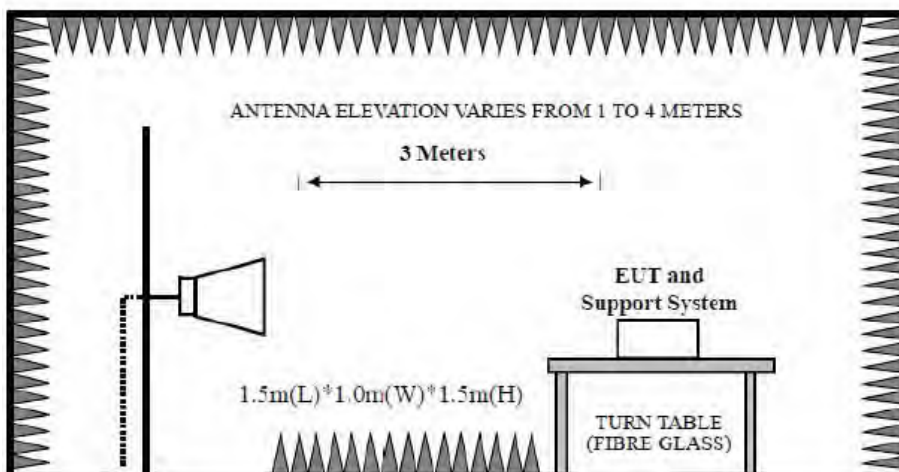 ANTENNA ELEVATION VARIES FROM 1 TO 4 METERS
3 Meters
EUT and
Support System
1.5m(L)*1.0m(W)*1.5m(H)
TURN TABLE
(FIBRE GLASS)